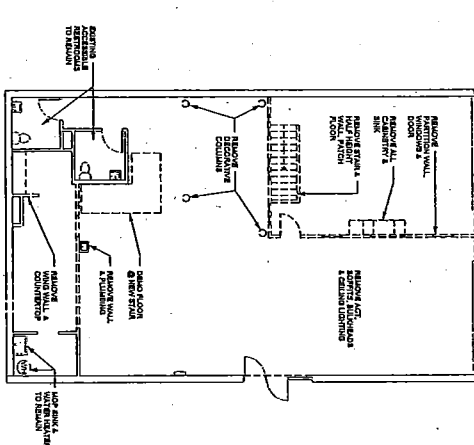 EXISTING
ACCESSIBLE
RESTROOMS
TO REMAIN
REMOVE
DECORATIVE
COLUMNS
REMOVE STAIR &
HALF HEIGHT
WALL, PATCH
FLOOR
REMOVE ALL
CABINETRY &
SINK
REMOVE
PARTITION WALL
WINDOWS &
DOOR
REMOVE
WING WALL &
COUNTERTOP
REMOVE WALL
& PLUMBING
DEMO FLOOR
@ NEW STAIR
REMOVE ACT,
SOFFITS, BULKHEADS
& CEILING LIGHTING
MOP SINK &
WATER HEATER
TO REMAIN
WH